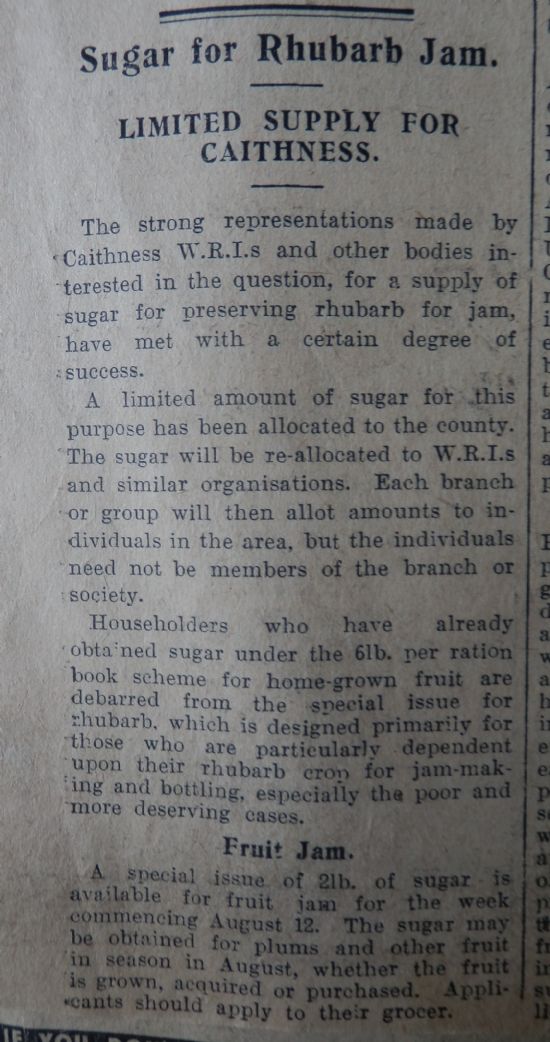 Sugar for Rhubarb Jam.
LIMITED SUPPLY FOR
CAITHNESS.
The strong representations made by
Caithness W.R.I.s and other bodies in-
terested in the question, for a supply of
sugar for preserving rhubarb for jam,
have met with a certain degree of
success.
A limited amount of sugar for this
purpose has been allocated to the county.
The sugar will be re-allocated to W.R.I.s
and similar organisations. Each branch
or group will then allot amounts to in-
dividuals in the area, but the individuals
need not be members of the branch or
society.
Householders who have already
obtained sugar under the 6lb. per ration
book scheme for home-grown fruit are
debarred from the special issue for
rhubarb, which is designed primarily for
those who are particularly dependent
upon their rhubarb crop for jam-mak-
ing and bottling, especially the poor and
more deserving cases.
Fruit Jam.
A special issue of 2lb. of sugar is
available for fruit jam for the week
commencing August 12. The sugar may
be obtained for plums and other fruit
in season in August, whether the fruit
is grown, acquired or purchased. Appli-
cants should apply to their grocer.
IF YOU